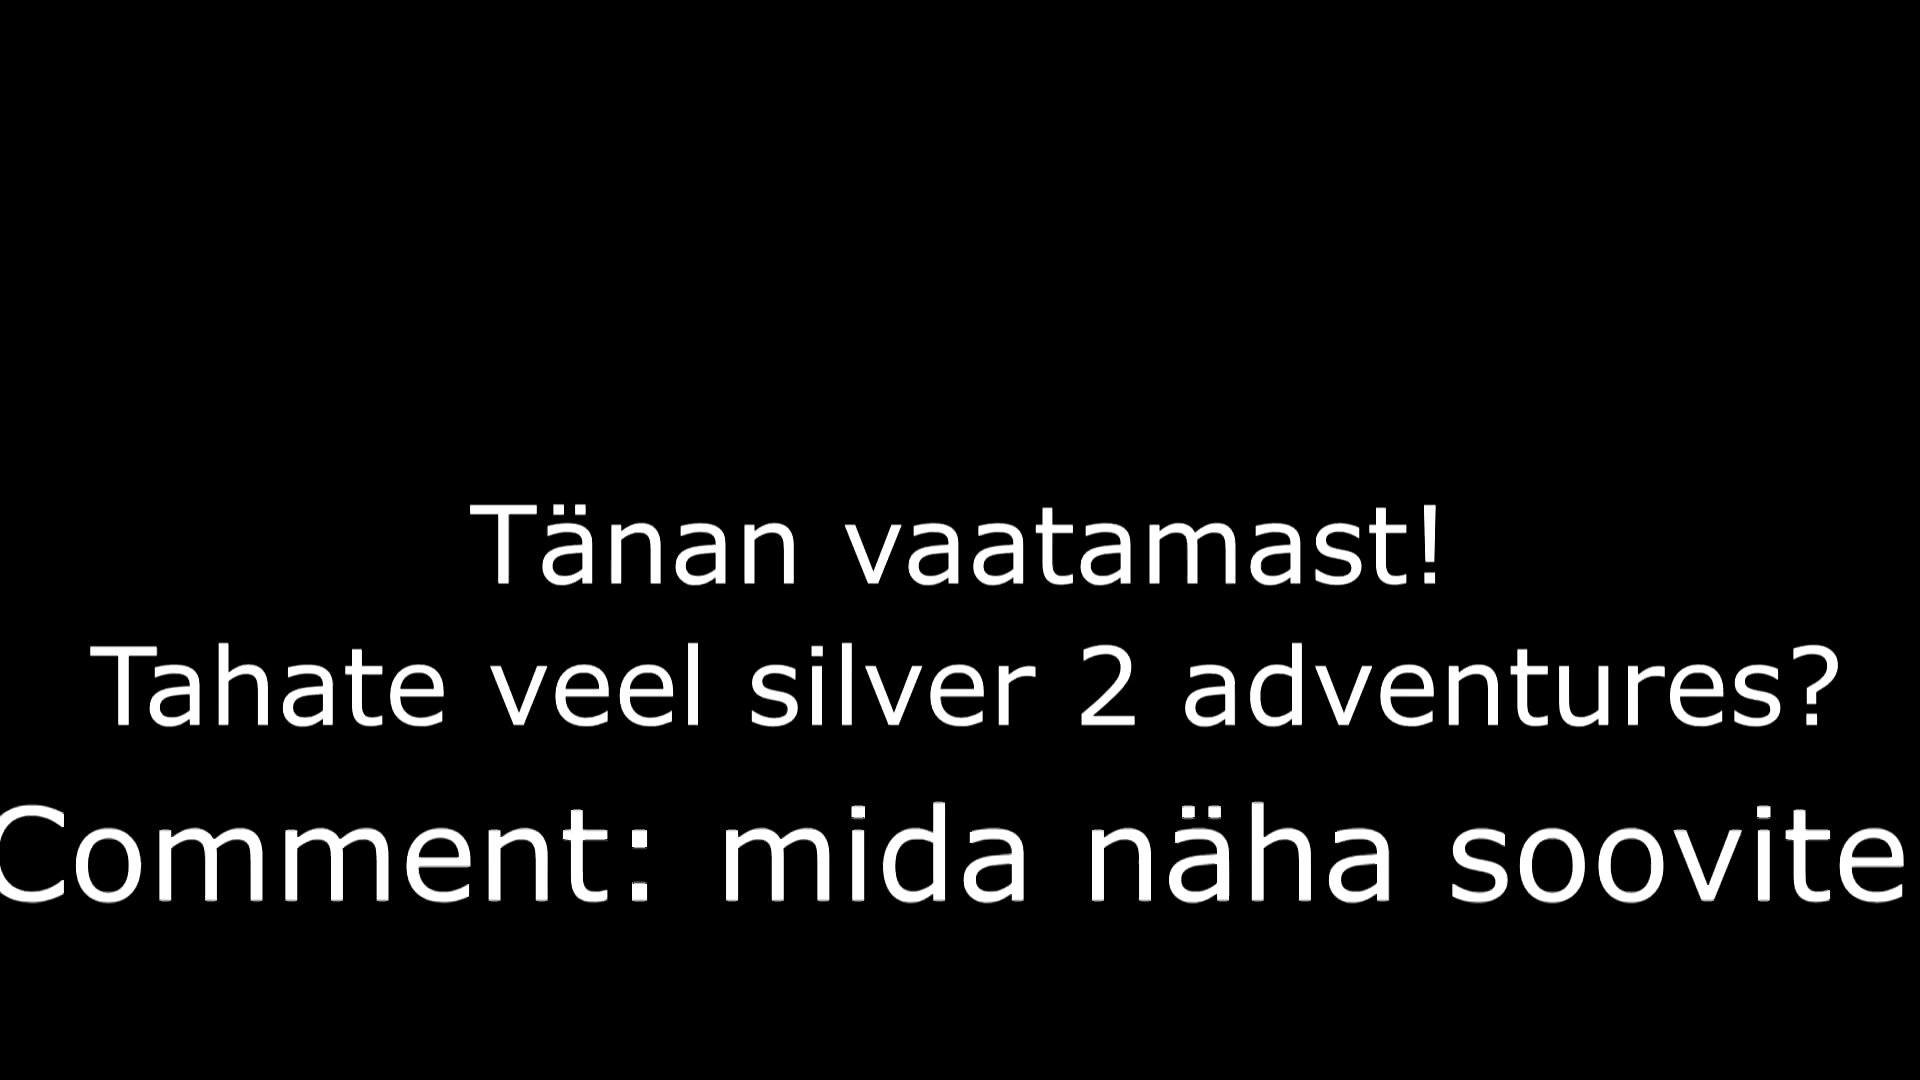 Tänan vaatamast!
Tahate veel silver 2 adventures?
Comment: mida näha soovite